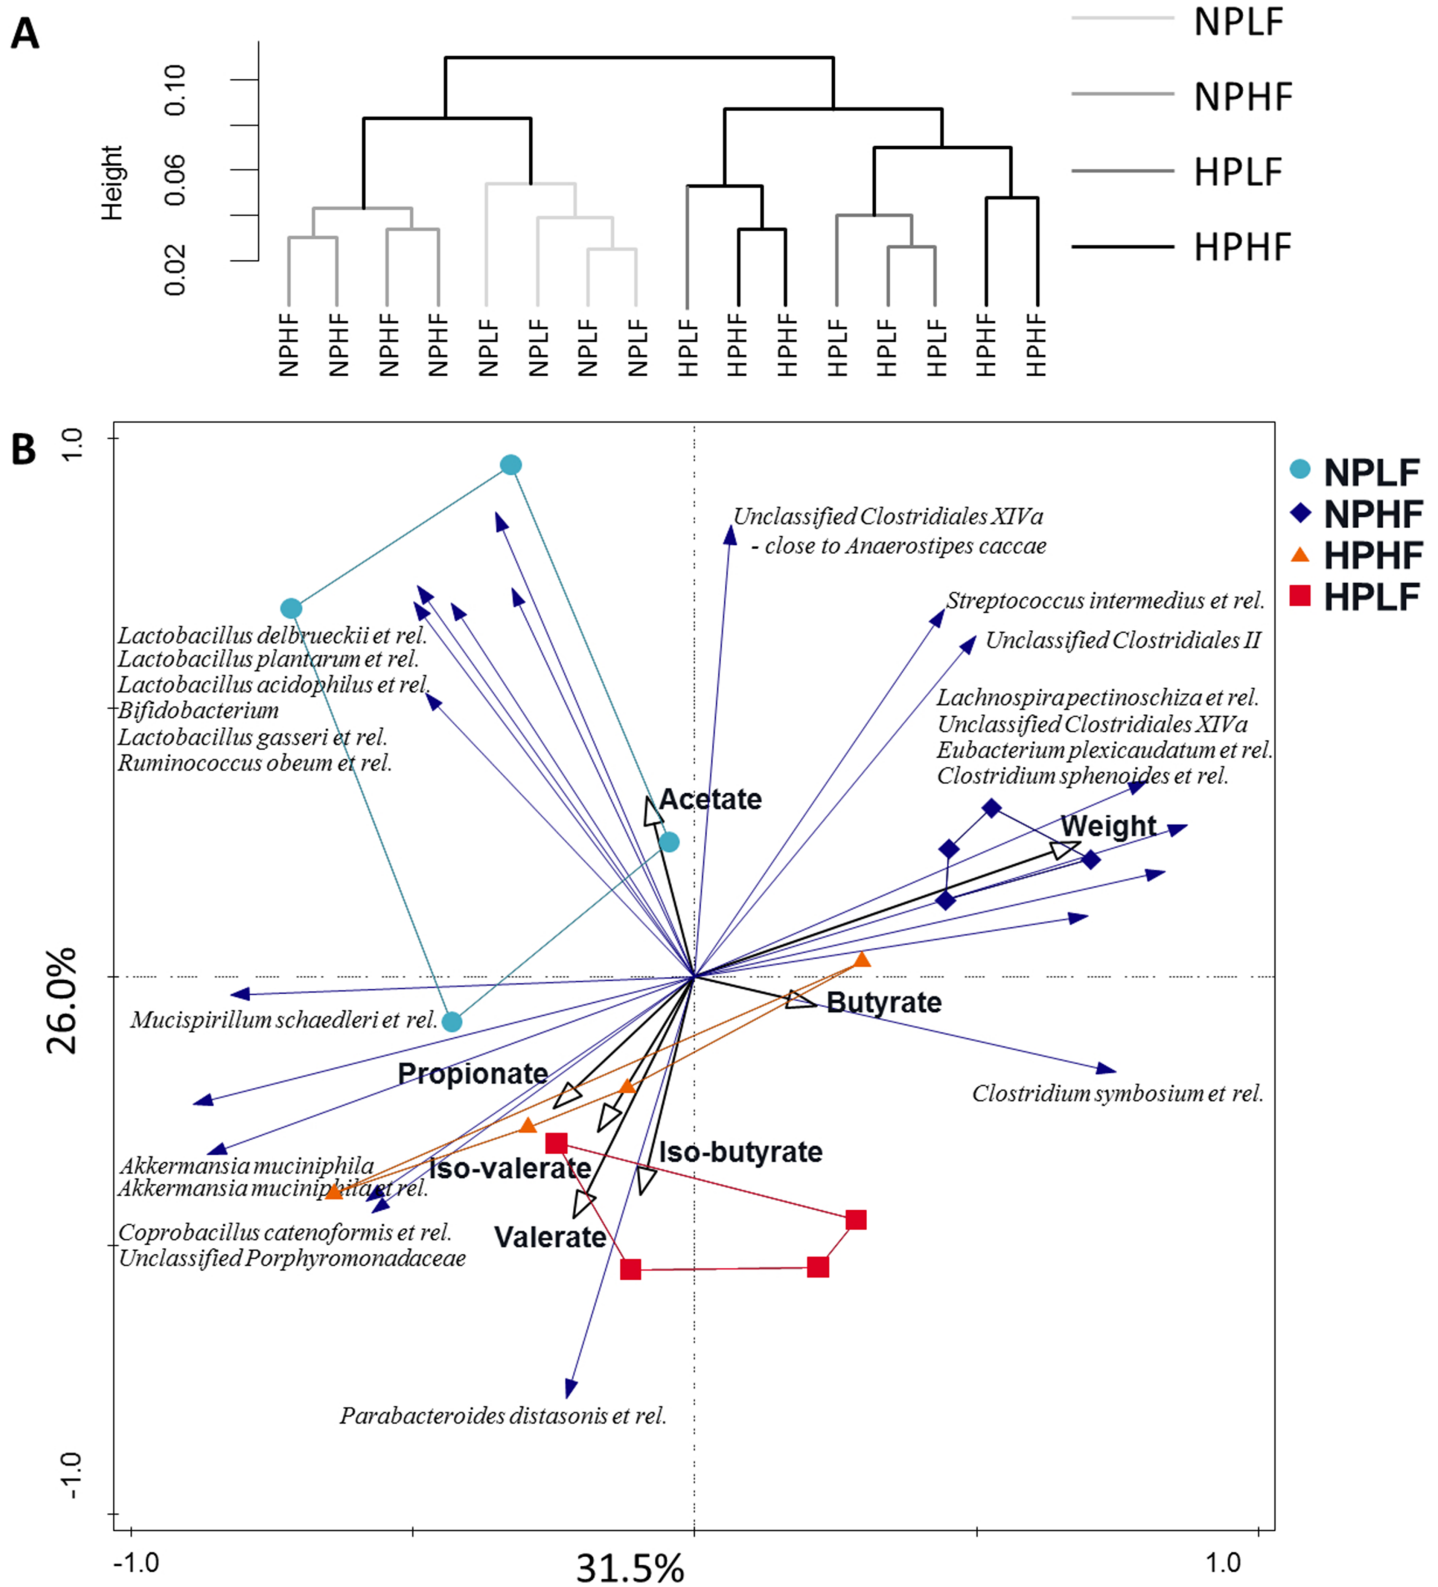 A
NPLF
NPHF
HPLF
HPHF
Height
0.10
0.06
0.02
NPHF
NPHF
NPHF
NPHF
NPLF
NPLF
NPLF
NPLF
HPLF
HPHF
HPHF
HPLF
HPLF
HPLF
HPHF
HPHF
B
1.0
NPLF
NPHF
HPHF
HPLF
Unclassified Clostridiales XIVa
- close to Anaerostipes caccae
Streptococcus intermedius et rel.
Unclassified Clostridiales II
Lactobacillus delbrueckii et rel.
Lactobacillus plantarum et rel.
Lactobacillus acidophilus et rel.
Bifidobacterium
Lactobacillus gasseri et rel.
Ruminococcus obeum et rel.
Lachnospira pectinoschiza et rel.
Unclassified Clostridiales XIVa
Eubacterium plexicaudatum et rel.
Clostridium sphenoides et rel.
Acetate
Weight
26.0%
Mucispirillum schaedleri et rel.
Butyrate
Propionate
Clostridium symbosium et rel.
Iso-butyrate
Akkermansia muciniphila
Iso-valerate
Akkermansia muciniphila et rel.
Coprobacillus catenoformis et rel.
Valerate
Unclassified Porphyromonadaceae
Parabacteroides distasonis et rel.
-1.0
-1.0
31.5%
1.0